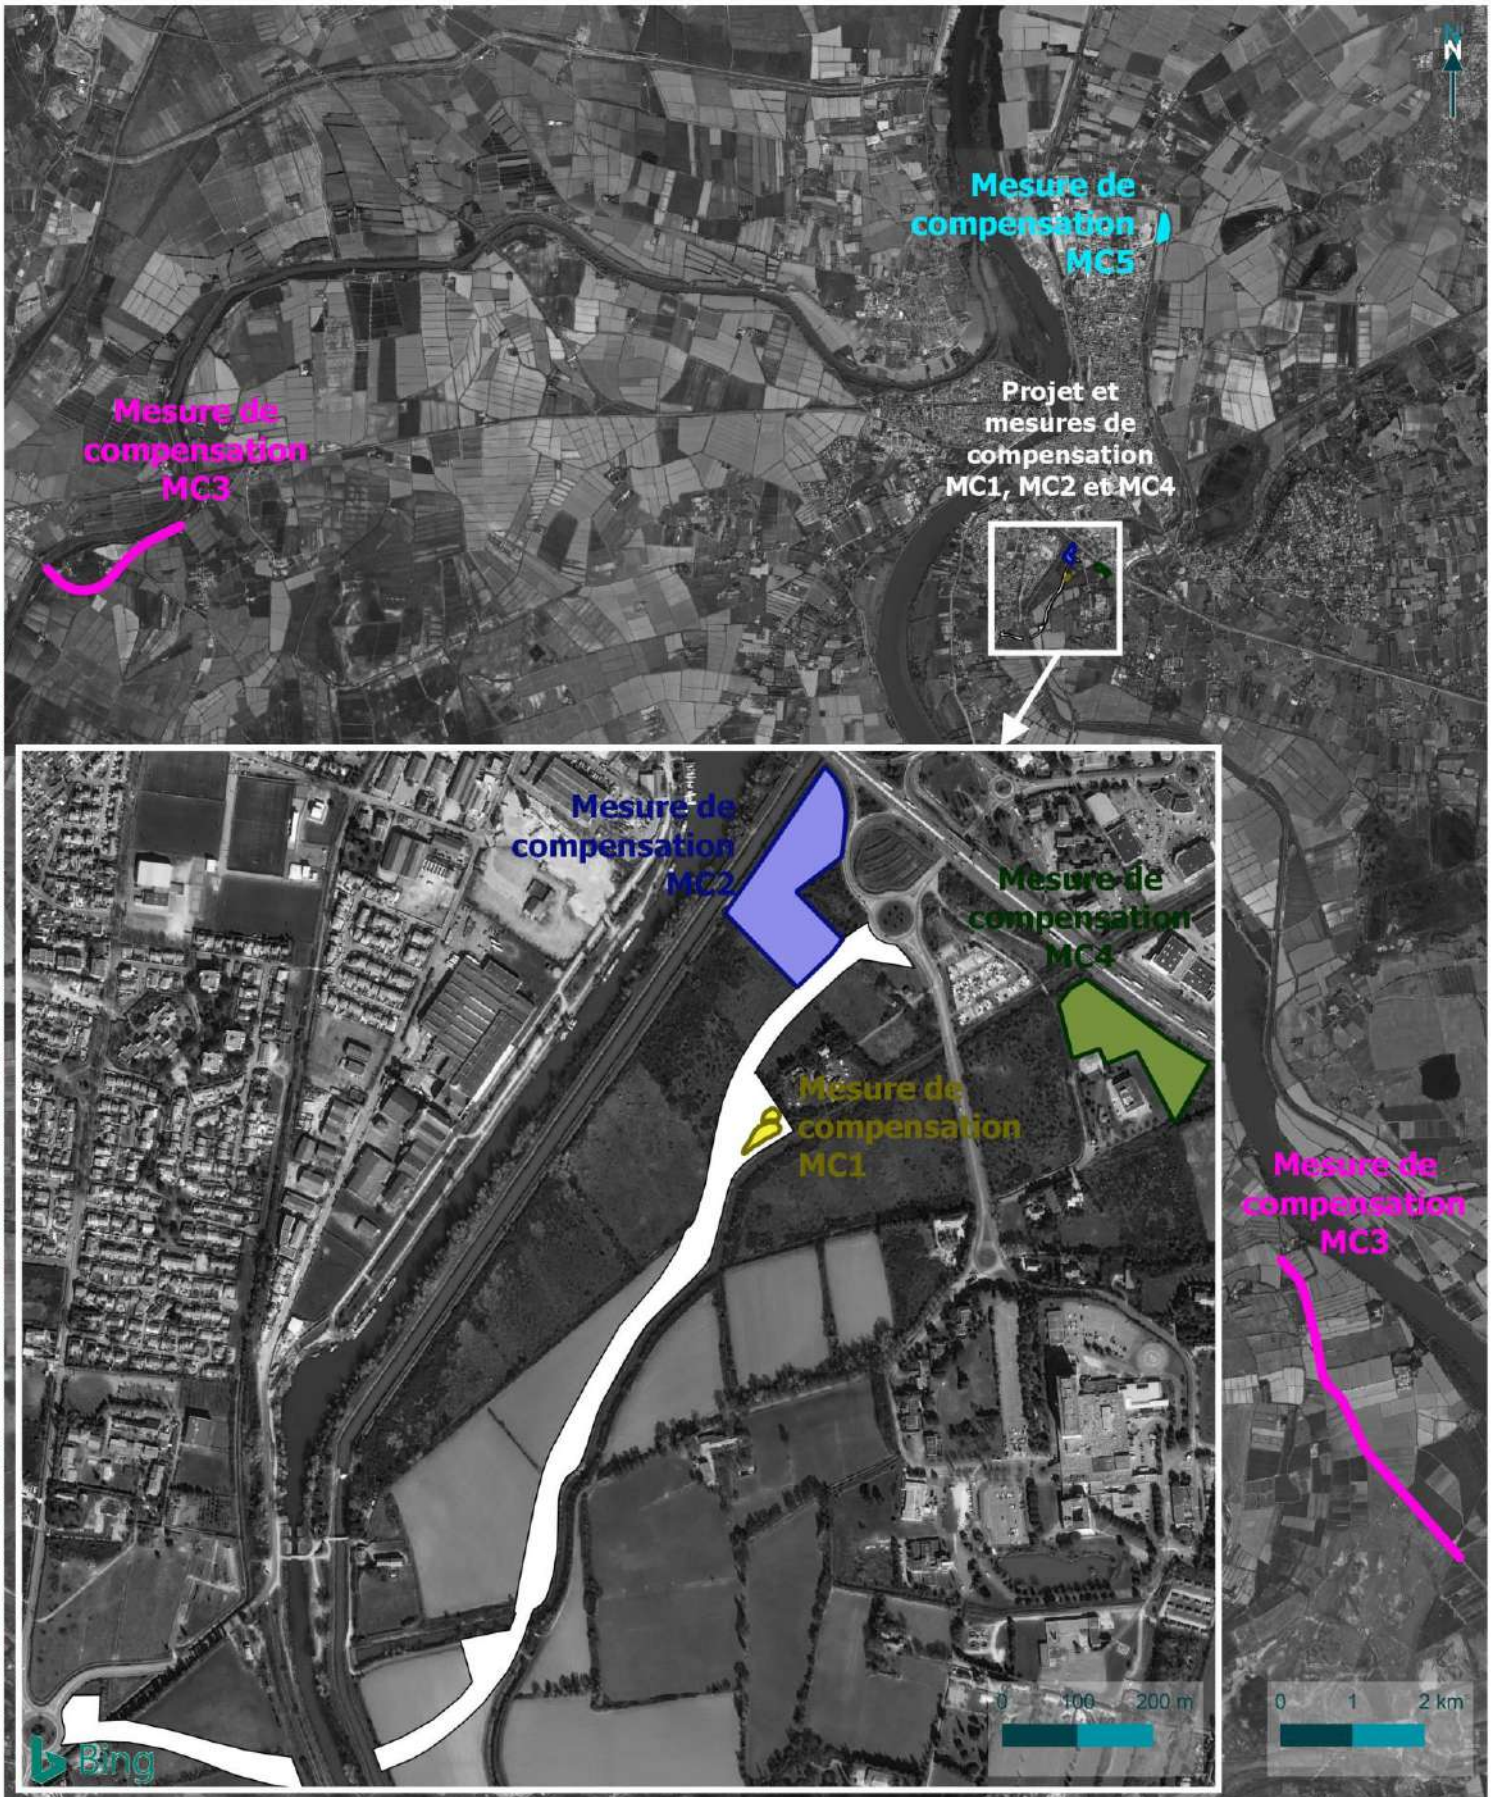 N
N
Mesure de
compensation
MC5
Projet et
mesures de
compensation
MC1, MC2 et MC4
Mesure de
compensation
MC3
Mesure de
compensation
MC2
Mesure de
compensation
MC4
Mesure de
compensation
MC1
Mesure de
compensation
MC3
0 100 200 m
0 1 2 km
Bing